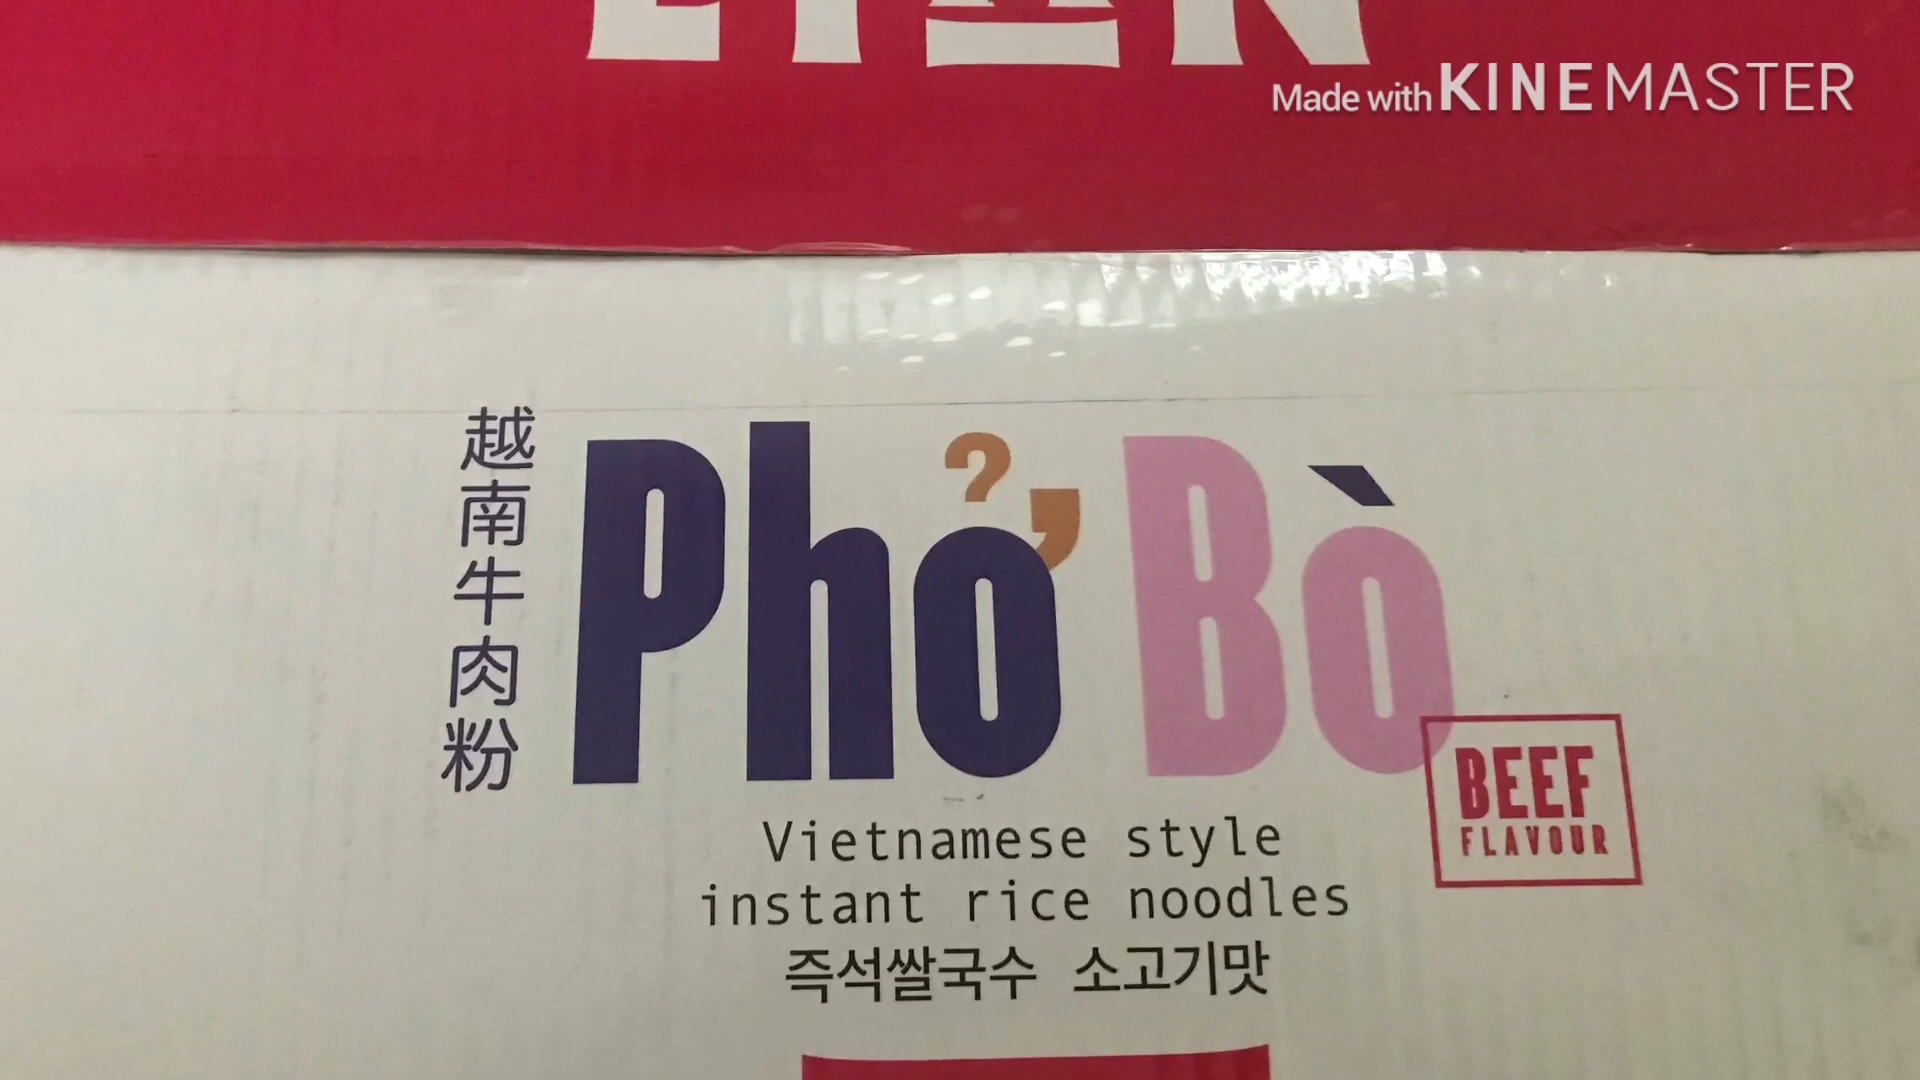 Made with KINEMASTER
越南牛肉粉
Phở Bò
BEEF
FLAVOUR
Vietnamese style
instant rice noodles
즉석쌀국수 소고기맛